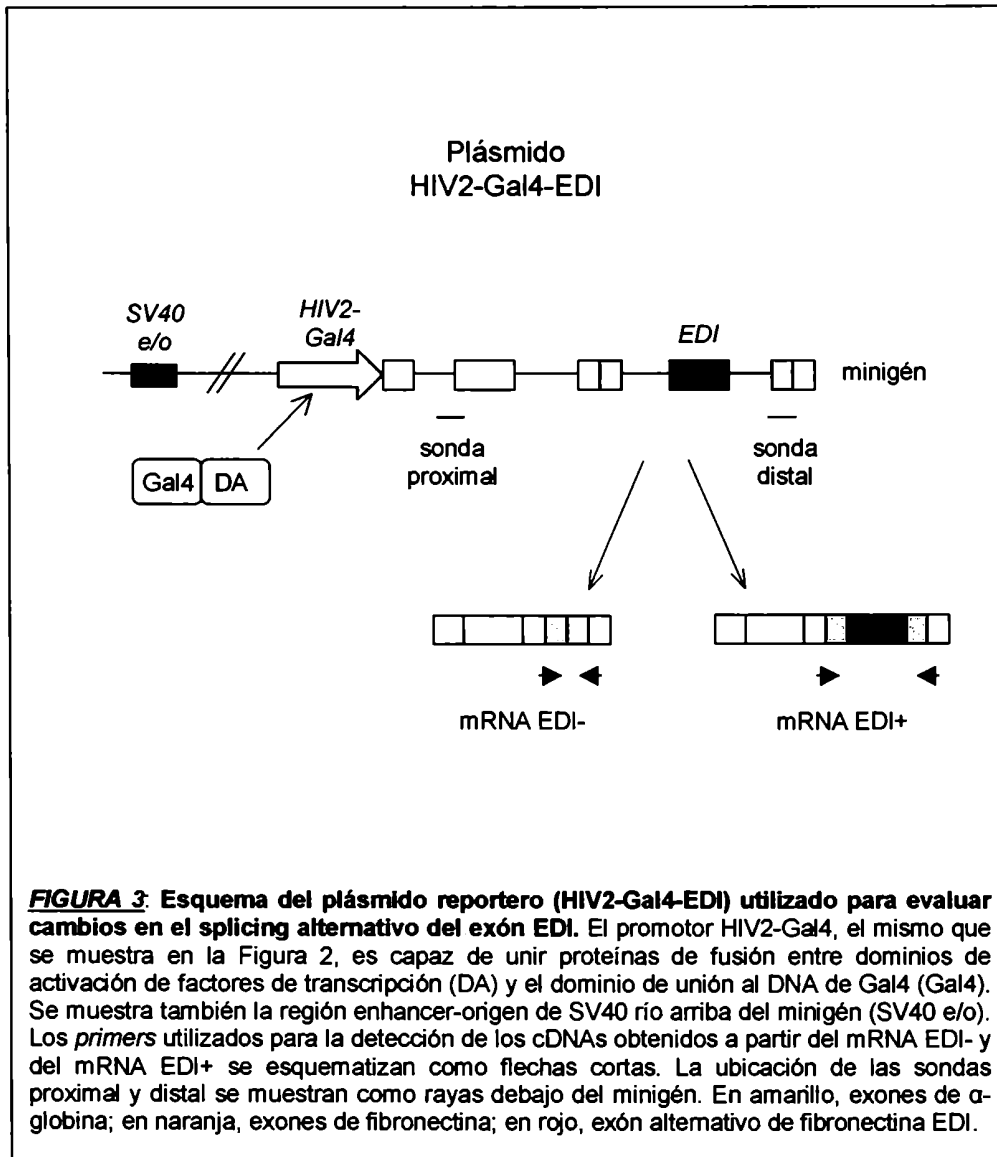 Plásmido
HIV2-Gal4-EDI
SV40
e/o
HIV2-
Gal4
EDI
minigén
Gal4 DA
sonda
proximal
sonda
distal
mRNA EDI-
mRNA EDI+
FIGURA 3: Esquema del plásmido reportero (HIV2-Gal4-EDI) utilizado para evaluar
cambios en el splicing alternativo del exón EDI. El promotor HIV2-Gal4, el mismo que
se muestra en la Figura 2, es capaz de unir proteínas de fusión entre dominios de
activación de factores de transcripción (DA) y el dominio de unión al DNA de Gal4 (Gal4).
Se muestra también la región enhancer-origen de SV40 río arriba del minigén (SV40 e/o).
Los primers utilizados para la detección de los cDNAs obtenidos a partir del mRNA EDI- y
del mRNA EDI+ se esquematizan como flechas cortas. La ubicación de las sondas
proximal y distal se muestran como rayas debajo del minigén. En amarillo, exones de α-
globina; en naranja, exones de fibronectina; en rojo, exón alternativo de fibronectina EDI.